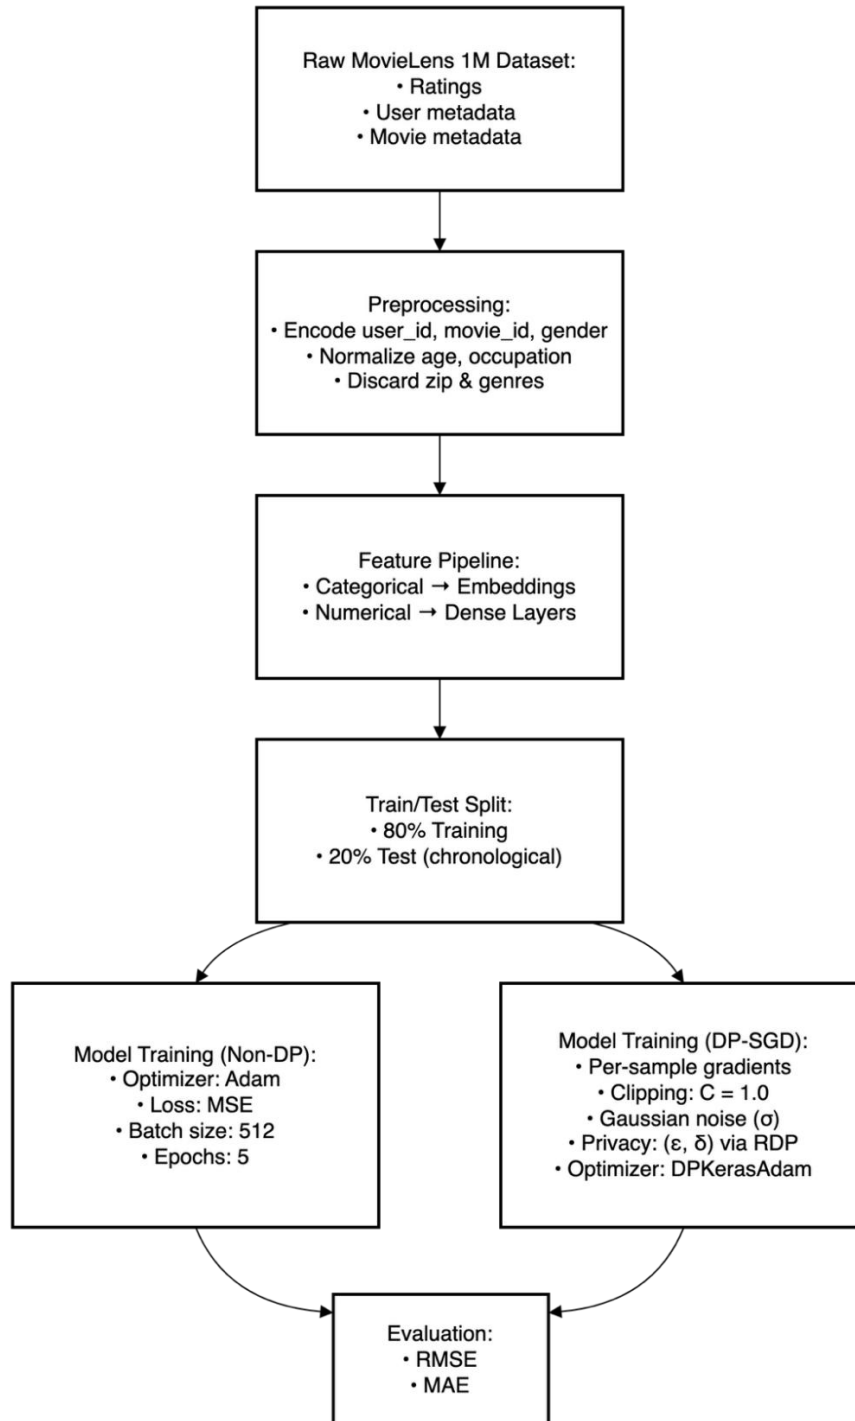 Raw MovieLens 1M Dataset:
• Ratings
• User metadata
• Movie metadata
Preprocessing:
• Encode user_id, movie_id, gender
• Normalize age, occupation
• Discard zip & genres
Feature Pipeline:
• Categorical → Embeddings
• Numerical → Dense Layers
Train/Test Split:
• 80% Training
• 20% Test (chronological)
Model Training (Non-DP):
• Optimizer: Adam
• Loss: MSE
• Batch size: 512
• Epochs: 5
Model Training (DP-SGD):
• Per-sample gradients
• Clipping: C = 1.0
• Gaussian noise (σ)
• Privacy: (ε, δ) via RDP
• Optimizer: DPKerasAdam
Evaluation:
• RMSE
• MAE